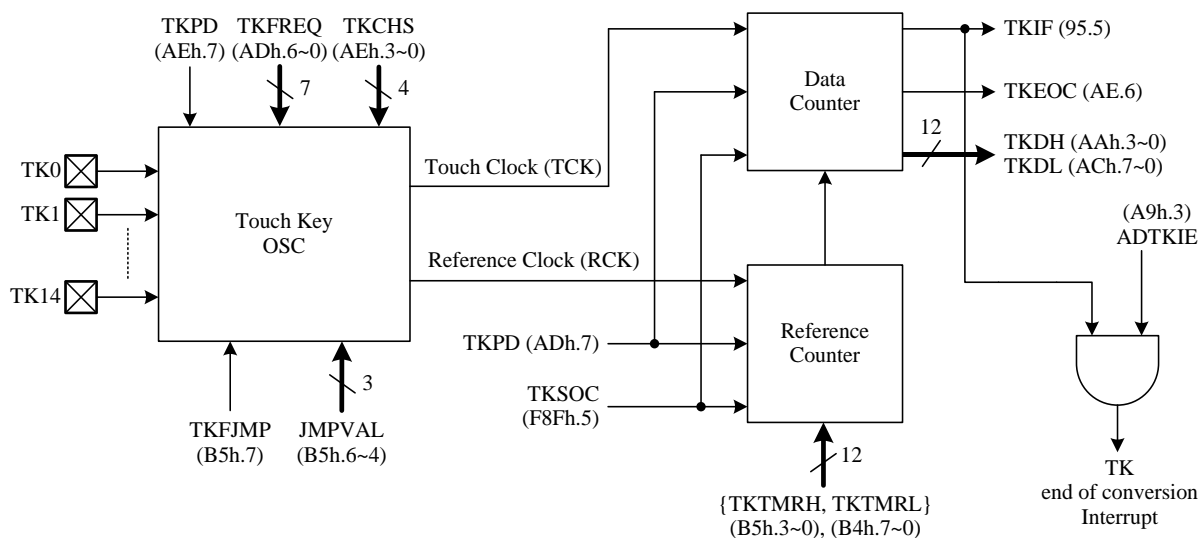 TKPD
(AEh.7)
TKFREQ
(ADh.6~0)
TKCHS
(AEh.3~0)
7
4
TK0
TK1
TK14
Touch Key
OSC
Touch Clock (TCK)
Reference Clock (RCK)
TKFJMP
(B5h.7)
JMPVAL
(B5h.6~4)
3
TKPD (ADh.7)
TKSOC
(F8Fh.5)
Data
Counter
Reference
Counter
12
{TKTMRH, TKTMRL}
(B5h.3~0), (B4h.7~0)
TKIF (95.5)
TKEOC (AE.6)
12
TKDH (AAh.3~0)
TKDL (ACh.7~0)
(A9h.3)
ADTKIE
TK
end of conversion
Interrupt